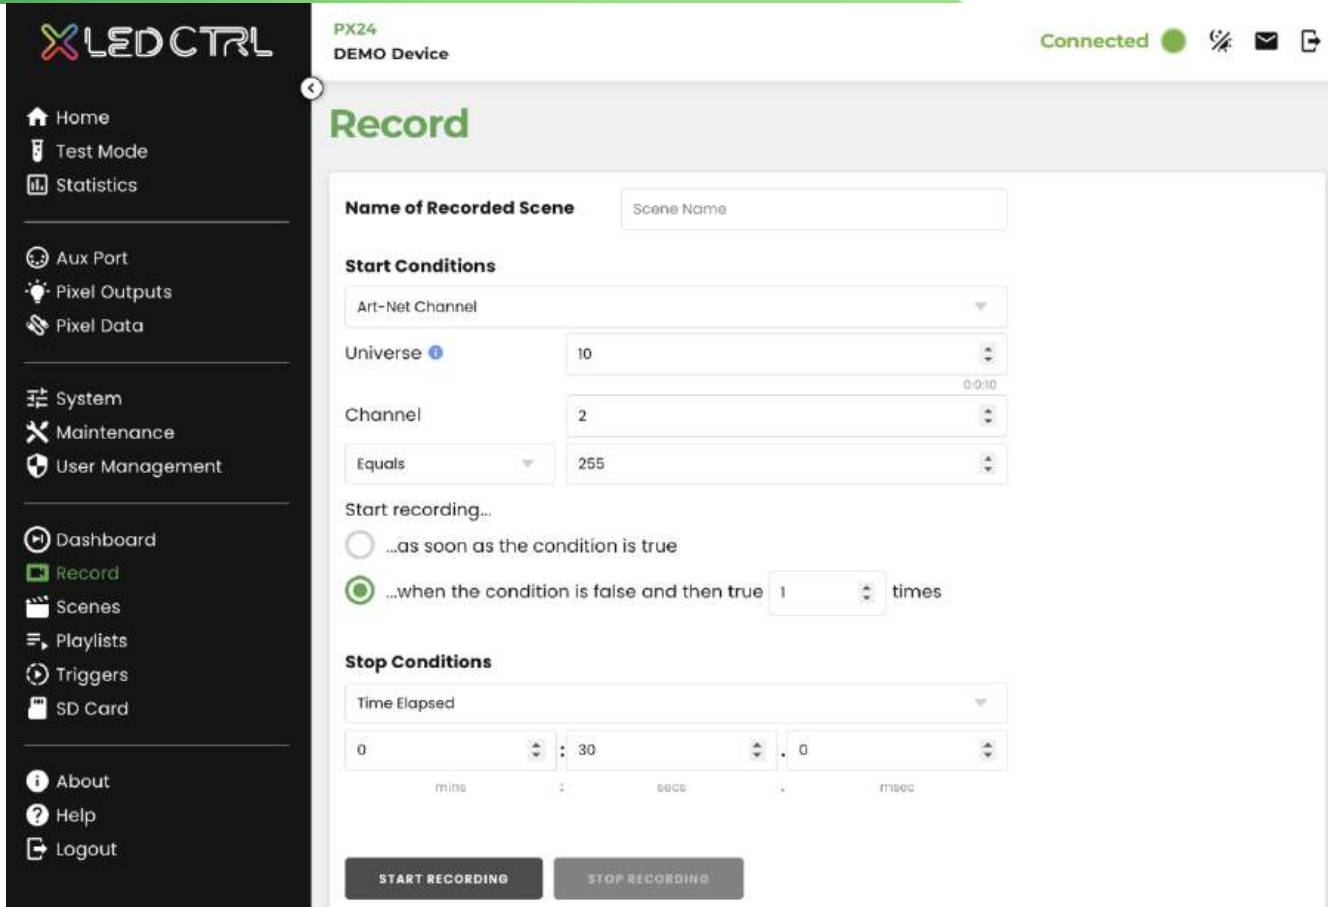 XLED CTRL
PX24
DEMO Device
Connected
Home
Test Mode
Statistics
Aux Port
Pixel Outputs
Pixel Data
System
Maintenance
User Management
Dashboard
Record
Scenes
Playlists
Triggers
SD Card
About
Help
Logout
Record
Name of Recorded Scene Scene Name
Start Conditions
Art-Net Channel
Universe 10
0:0:10
Channel 2
Equals 255
Start recording...
...as soon as the condition is true
...when the condition is false and then true 1 times
Stop Conditions
Time Elapsed
0 : 30 . 0
mins : secs . msec
START RECORDING STOP RECORDING